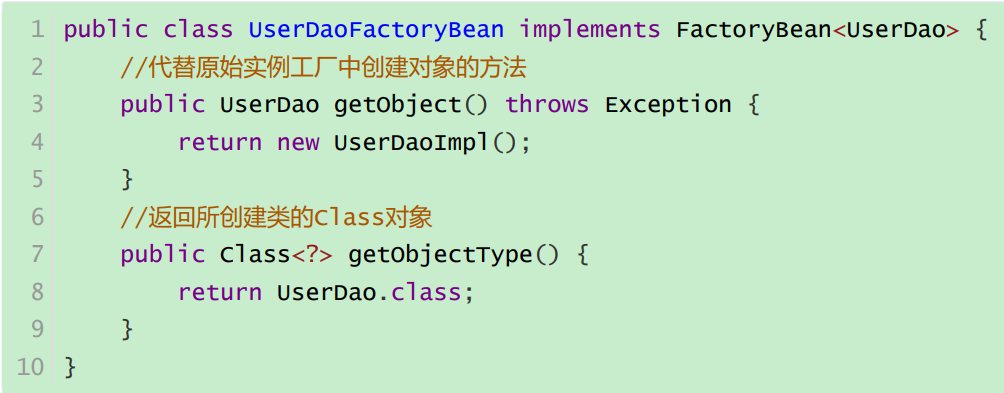 1 public class UserDaoFactoryBean implements FactoryBean<UserDao> {
2 //代替原始实例工厂中创建对象的方法
3 public UserDao getObject() throws Exception {
4 return new UserDaoImpl();
5 }
6 //返回所创建类的Class对象
7 public Class<?> getObjectType() {
8 return UserDao.class;
9 }
10 }